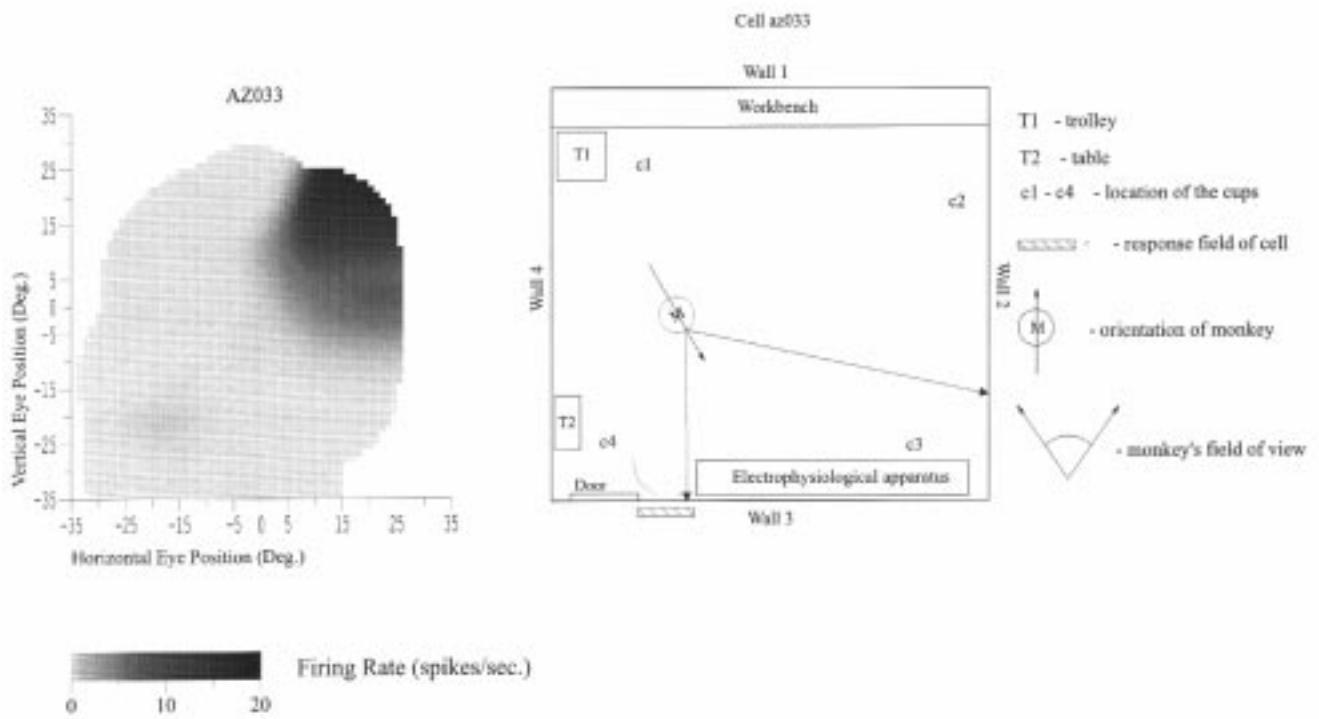 Cell az033
AZ033
35
25
15
5
0
-5
-15
-25
-35
Vertical Eye Position (Deg.)
-35 -25 -15 -5 0 5 15 25 35
Horizontal Eye Position (Deg.)
0 10 20
Firing Rate (spikes/sec.)
Wall 1
Workbench
T1
c1
c2
Wall 4
Wall 2
M
T2
c4
c3
Electrophysiological apparatus
Door
Wall 3
T1 - trolley
T2 - table
c1 - c4 - location of the cups
- response field of cell
M - orientation of monkey
- monkey's field of view